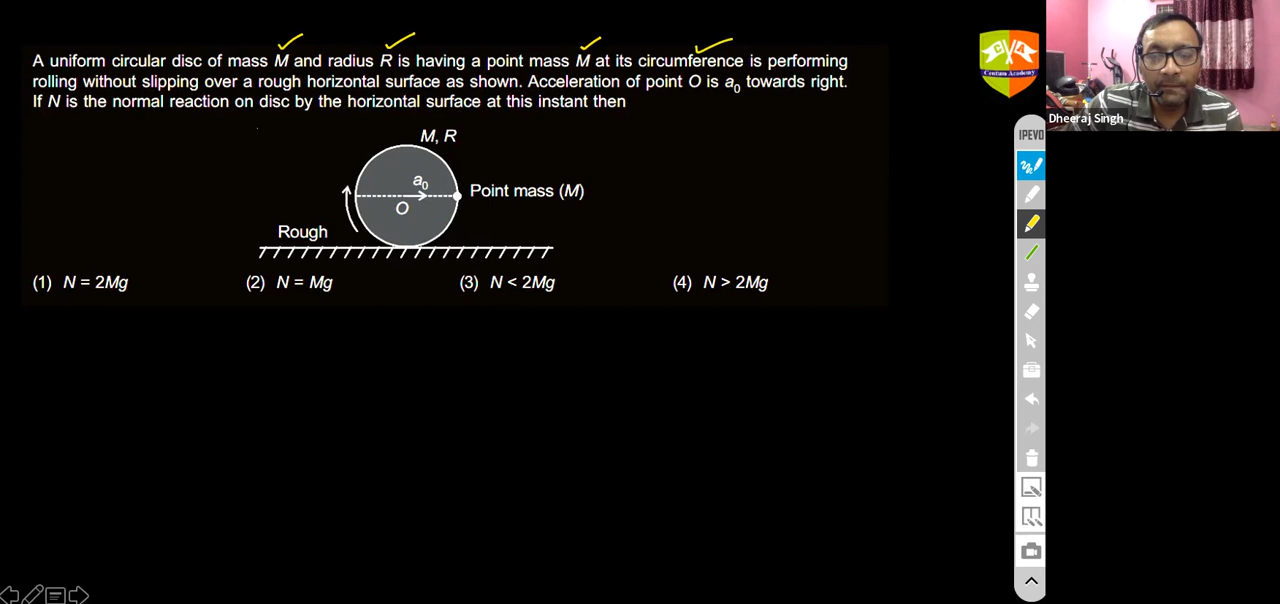 A uniform circular disc of mass M and radius R is having a point mass M at its circumference is performing
rolling without slipping over a rough horizontal surface as shown. Acceleration of point O is a₀ towards right.
If N is the normal reaction on disc by the horizontal surface at this instant then
M, R
a₀
Point mass (M)
O
Rough
(1) N = 2Mg (2) N = Mg (3) N < 2Mg (4) N > 2Mg
C A
Centum Academy
Dheeraj Singh
IPEVO